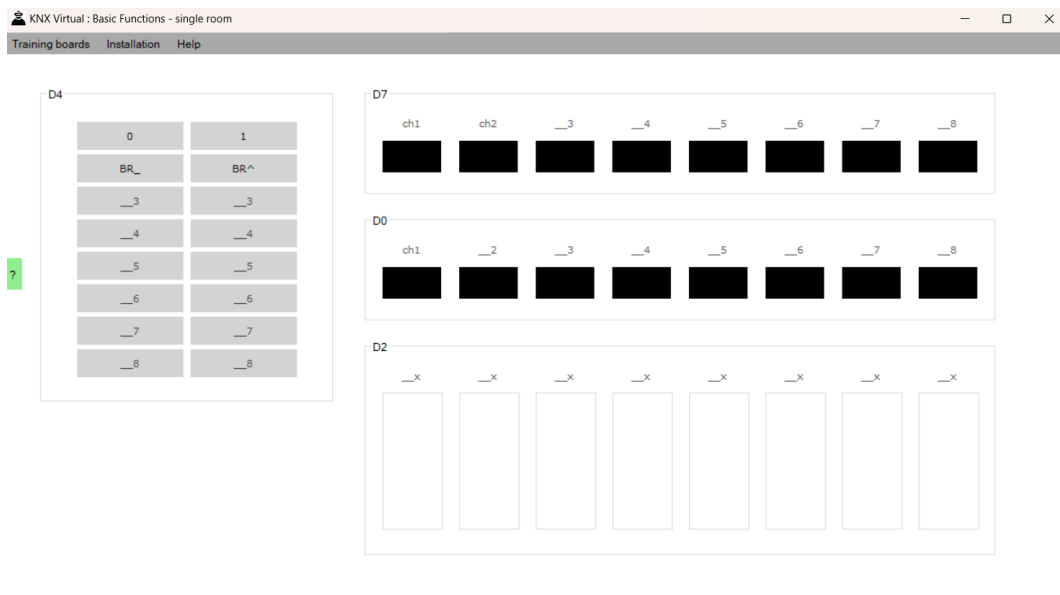 KNX Virtual : Basic Functions - single room
Training boards Installation Help
D4
0 1
BR_ BR^
__3 __3
__4 __4
__5 __5
__6 __6
__7 __7
__8 __8
?
D7
ch1 ch2 __3 __4 __5 __6 __7 __8
D0
ch1 __2 __3 __4 __5 __6 __7 __8
D2
__x __x __x __x __x __x __x __x